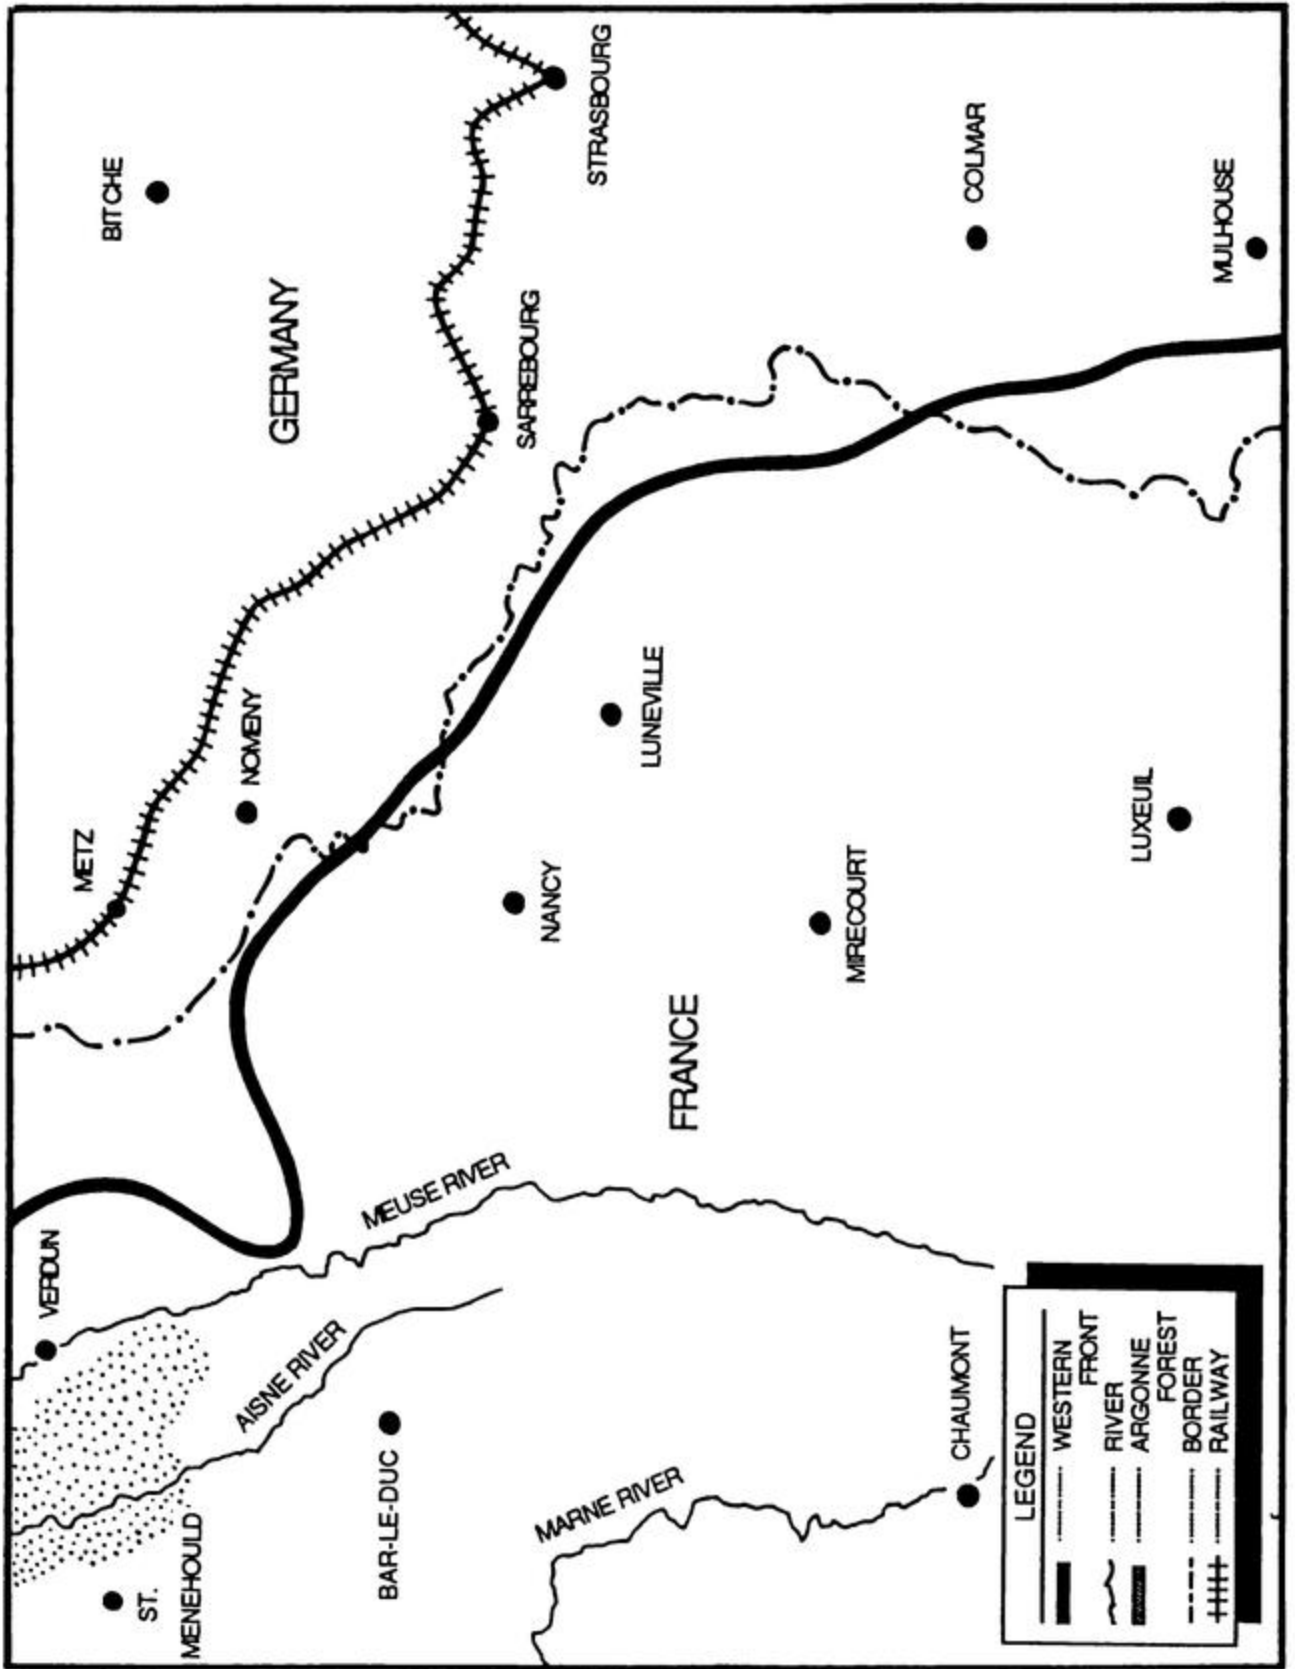 VERDUN
METZ
BITCHE
NOMENY
GERMANY
ST.
MENEHOULD
AISNE RIVER
MEUSE RIVER
BAR-LE-DUC
NANCY
SARREBOURG
STRASBOURG
LUNEVILLE
FRANCE
MARNE RIVER
MIRECOURT
COLMAR
CHAUMONT
LUXEUIL
MULHOUSE
LEGEND
WESTERN
FRONT
RIVER
ARGONNE
FOREST
BORDER
RAILWAY